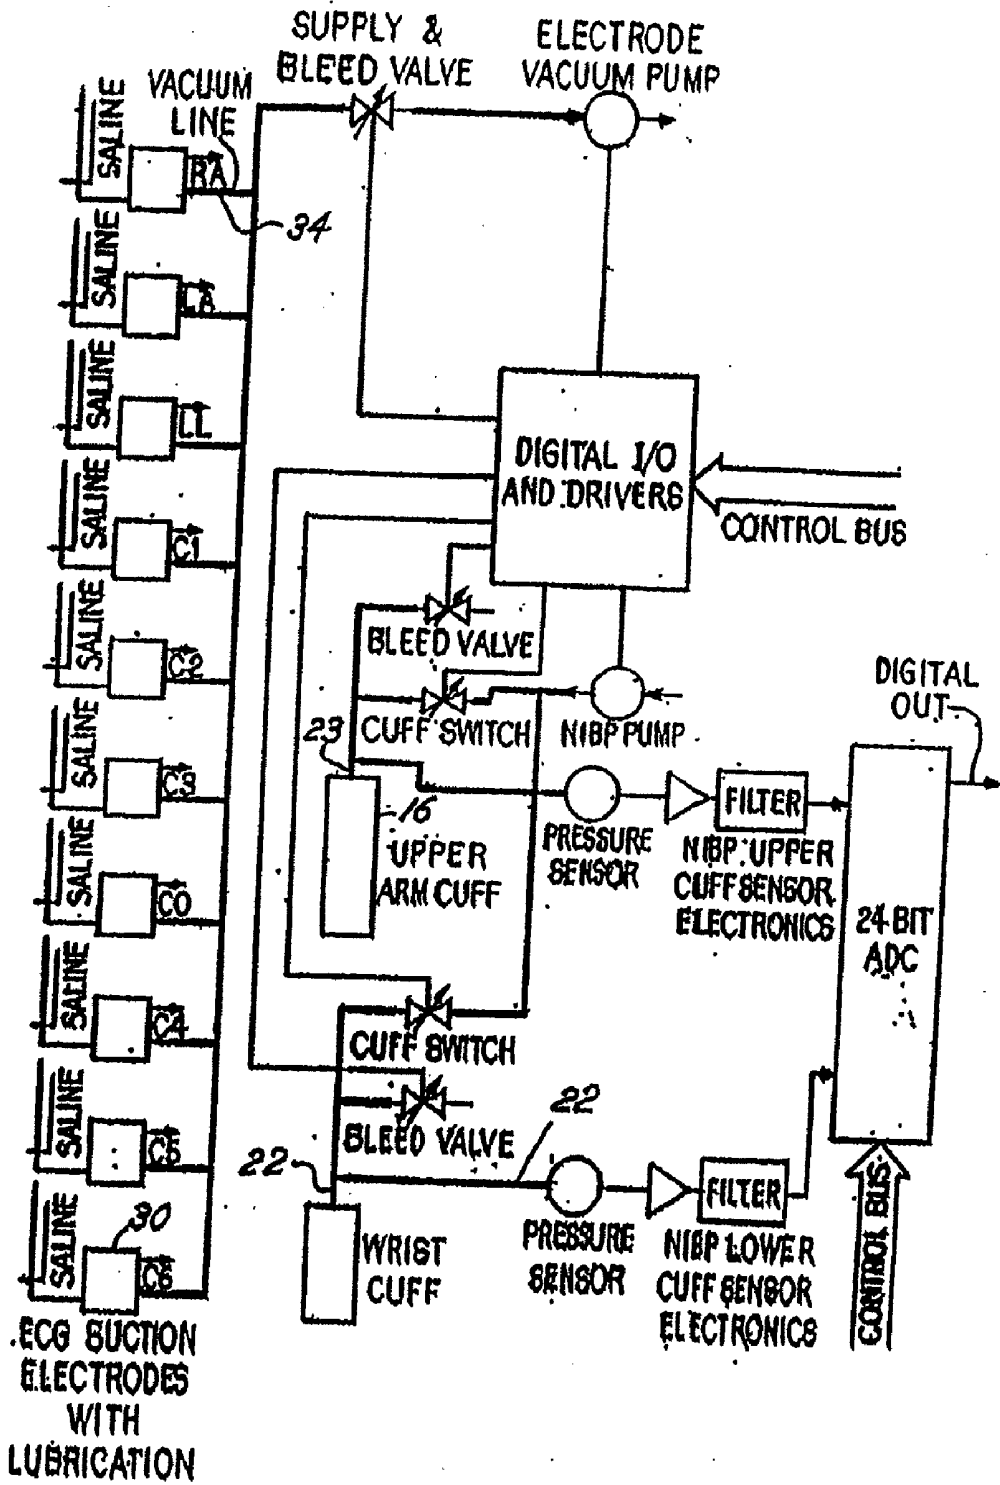 SUPPLY &
BLEED VALVE
ELECTRODE
VACUUM PUMP
VACUUM
LINE
SALINE
RA
34
SALINE
LA
SALINE
LL
SALINE
C1
SALINE
C2
SALINE
C3
SALINE
C0
SALINE
C4
SALINE
C5
SALINE
30
C6
ECG SUCTION
ELECTRODES
WITH
LUBRICATION
DIGITAL I/O
AND DRIVERS
CONTROL BUS
BLEED VALVE
CUFF SWITCH
NIBP PUMP
23
16
UPPER
ARM CUFF
PRESSURE
SENSOR
FILTER
NIBP UPPER
CUFF SENSOR
ELECTRONICS
DIGITAL
OUT
24 BIT
ADC
CUFF SWITCH
BLEED VALVE
22
22
WRIST
CUFF
PRESSURE
SENSOR
FILTER
NIBP LOWER
CUFF SENSOR
ELECTRONICS
CONTROL BUS